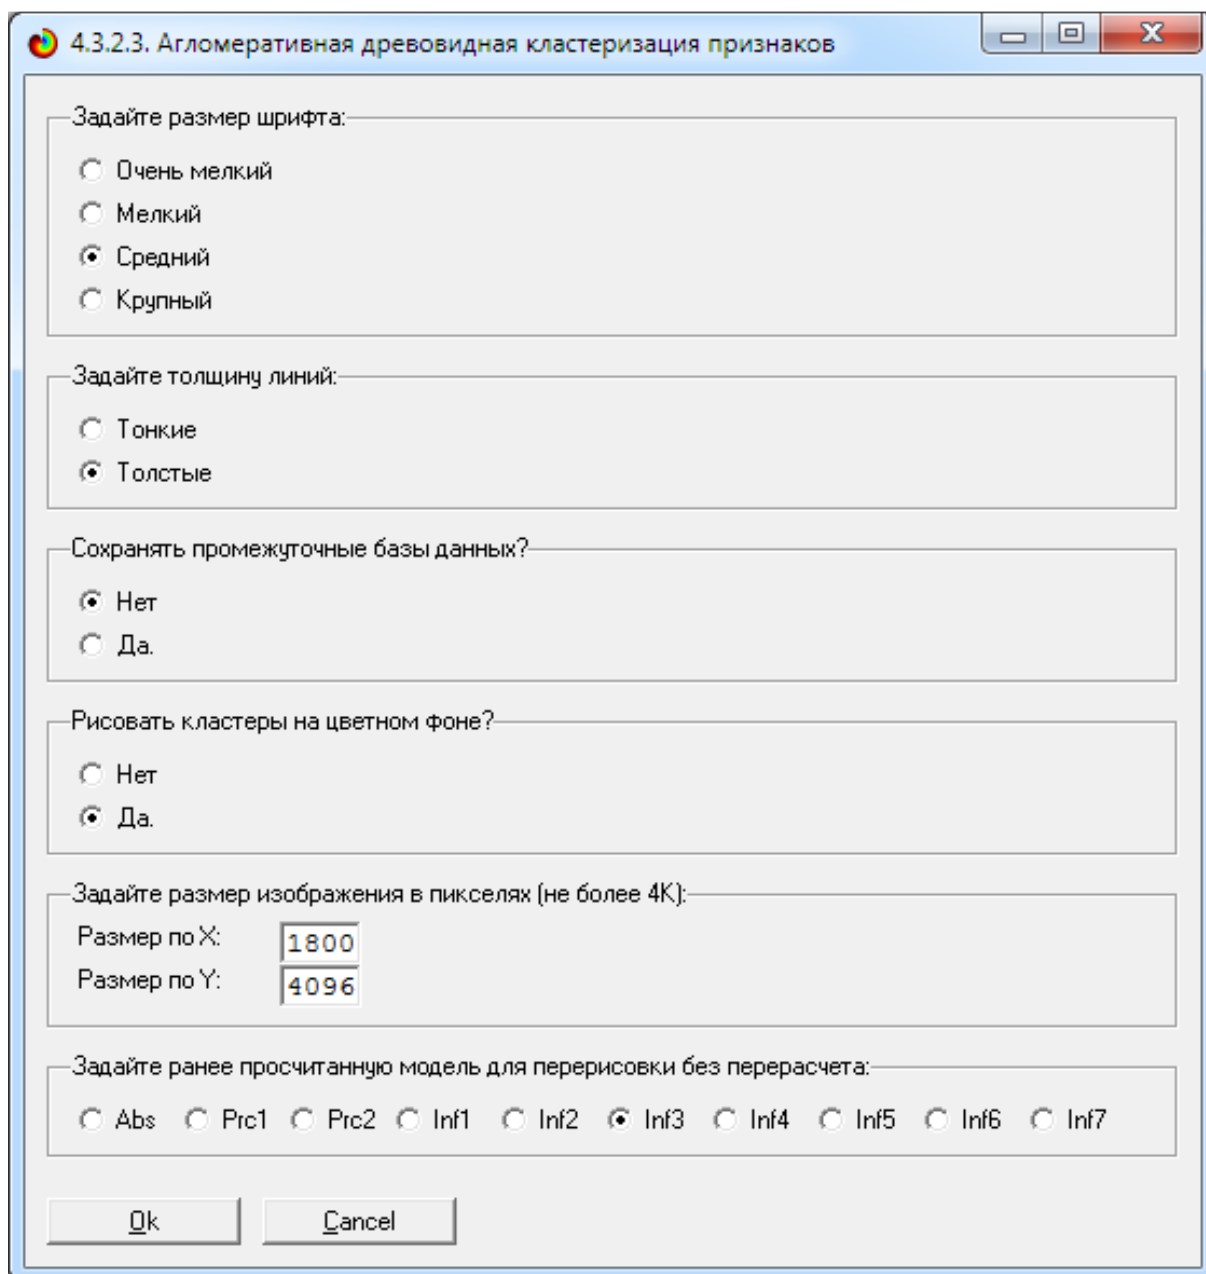 4.3.2.3. Агломеративная древовидная кластеризация признаков
Задайте размер шрифта:
Очень мелкий
Мелкий
Средний
Крупный
Задайте толщину линий:
Тонкие
Толстые
Сохранять промежуточные базы данных?
Нет
Да.
Рисовать кластеры на цветном фоне?
Нет
Да.
Задайте размер изображения в пикселях (не более 4K):
Размер по X: 1800
Размер по Y: 4096
Задайте ранее просчитанную модель для перерисовки без перерасчета:
Abs Prc1 Prc2 Inf1 Inf2 Inf3 Inf4 Inf5 Inf6 Inf7
Ok Cancel